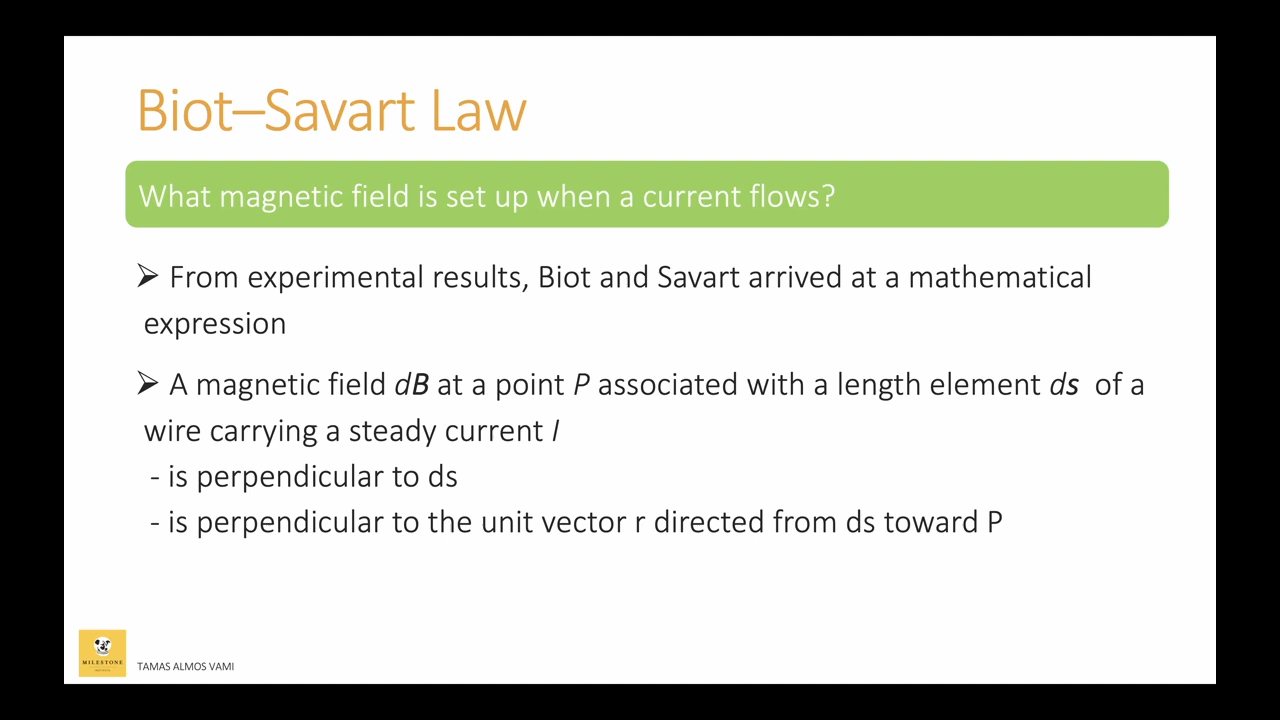 Biot–Savart Law
What magnetic field is set up when a current flows?
➢ From experimental results, Biot and Savart arrived at a mathematical
expression
➢ A magnetic field dB at a point P associated with a length element ds of a
wire carrying a steady current I
- is perpendicular to ds
- is perpendicular to the unit vector r directed from ds toward P
MILESTONE
TAMAS ALMOS VAMI